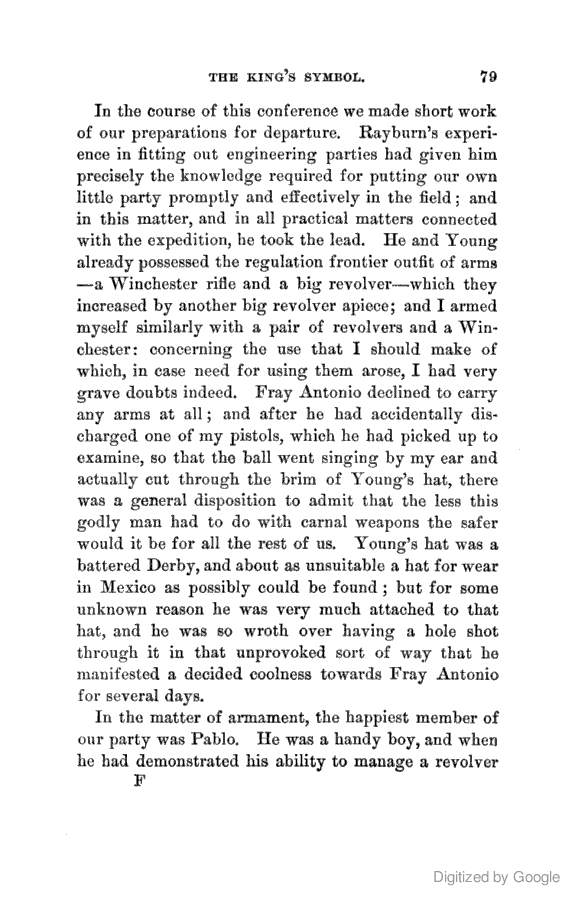 THE KING'S SYMBOL. 79
In the course of this conference we made short work
of our preparations for departure. Rayburn's experi-
ence in fitting out engineering parties had given him
precisely the knowledge required for putting our own
little party promptly and effectively in the field; and
in this matter, and in all practical matters connected
with the expedition, he took the lead. He and Young
already possessed the regulation frontier outfit of arms
—a Winchester rifle and a big revolver—which they
increased by another big revolver apiece; and I armed
myself similarly with a pair of revolvers and a Win-
chester: concerning the use that I should make of
which, in case need for using them arose, I had very
grave doubts indeed. Fray Antonio declined to carry
any arms at all; and after he had accidentally dis-
charged one of my pistols, which he had picked up to
examine, so that the ball went singing by my ear and
actually cut through the brim of Young's hat, there
was a general disposition to admit that the less this
godly man had to do with carnal weapons the safer
would it be for all the rest of us. Young's hat was a
battered Derby, and about as unsuitable a hat for wear
in Mexico as possibly could be found; but for some
unknown reason he was very much attached to that
hat, and he was so wroth over having a hole shot
through it in that unprovoked sort of way that he
manifested a decided coolness towards Fray Antonio
for several days.
In the matter of armament, the happiest member of
our party was Pablo. He was a handy boy, and when
he had demonstrated his ability to manage a revolver
F
Digitized by Google